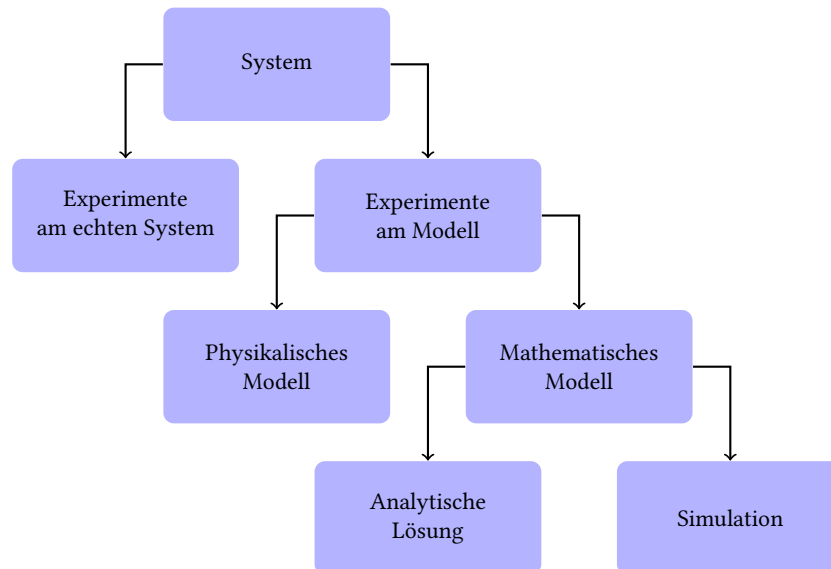 System
Experimente
am echten System
Experimente
am Modell
Physikalisches
Modell
Mathematisches
Modell
Analytische
Lösung
Simulation